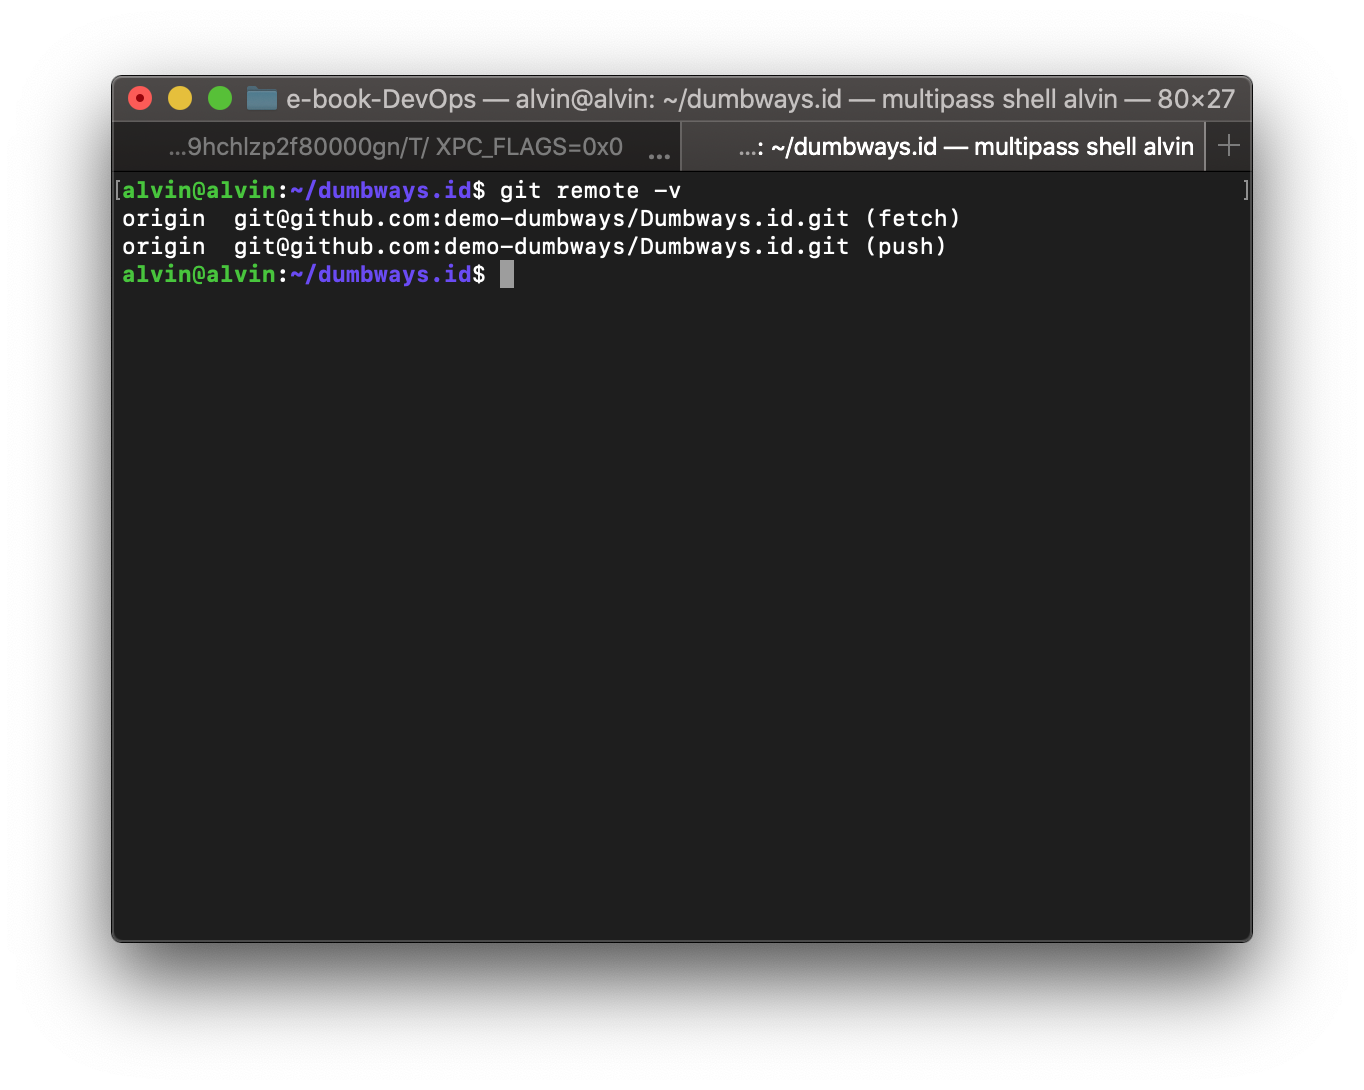 e-book-DevOps — alvin@alvin: ~/dumbways.id — multipass shell alvin — 80×27
...9hchlzp2f80000gn/T/ XPC_FLAGS=0x0 ...
...: ~/dumbways.id — multipass shell alvin +
[alvin@alvin:~/dumbways.id$ git remote -v ]
origin  git@github.com:demo-dumbways/Dumbways.id.git (fetch)
origin  git@github.com:demo-dumbways/Dumbways.id.git (push)
alvin@alvin:~/dumbways.id$